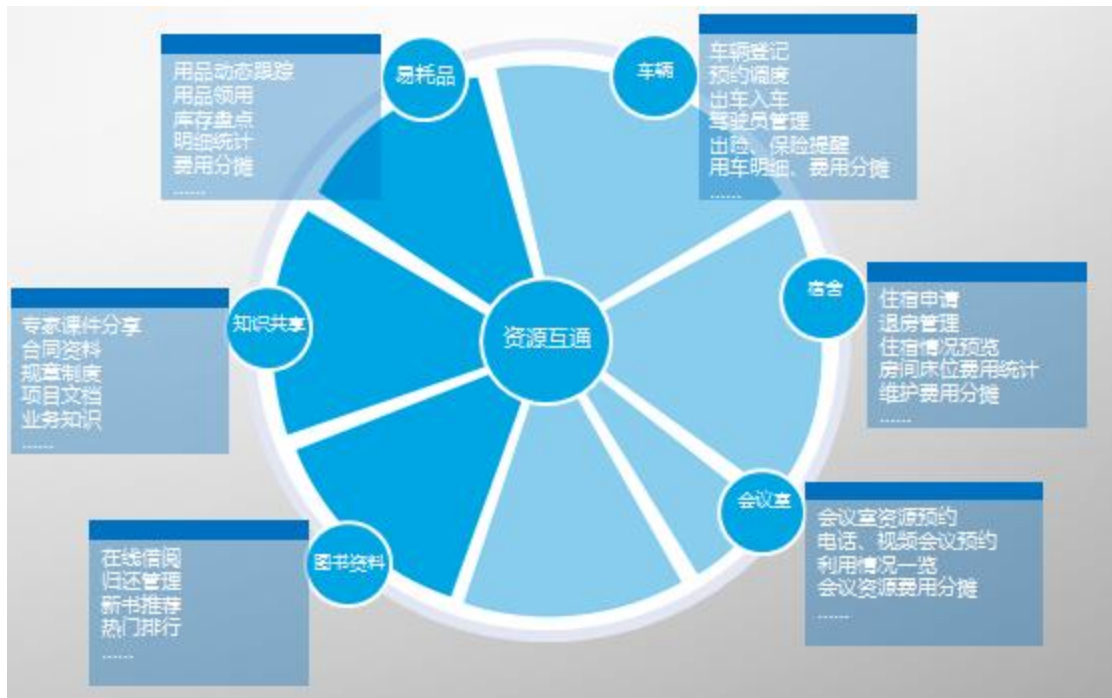 易耗品
用品动态跟踪
用品领用
库存盘点
明细统计
费用分摊
......
车辆
车辆登记
预约调度
出车入车
驾驶员管理
出险、保险提醒
用车明细、费用分摊
......
知识共享
专家课件分享
合同资料
规章制度
项目文档
业务知识
......
资源互通
宿舍
住宿申请
退房管理
住宿情况预览
房间床位费用统计
维护费用分摊
......
图书资料
在线借阅
归还管理
新书推荐
热门排行
......
会议室
会议室资源预约
电话、视频会议预约
利用情况一览
会议资源费用分摊
......